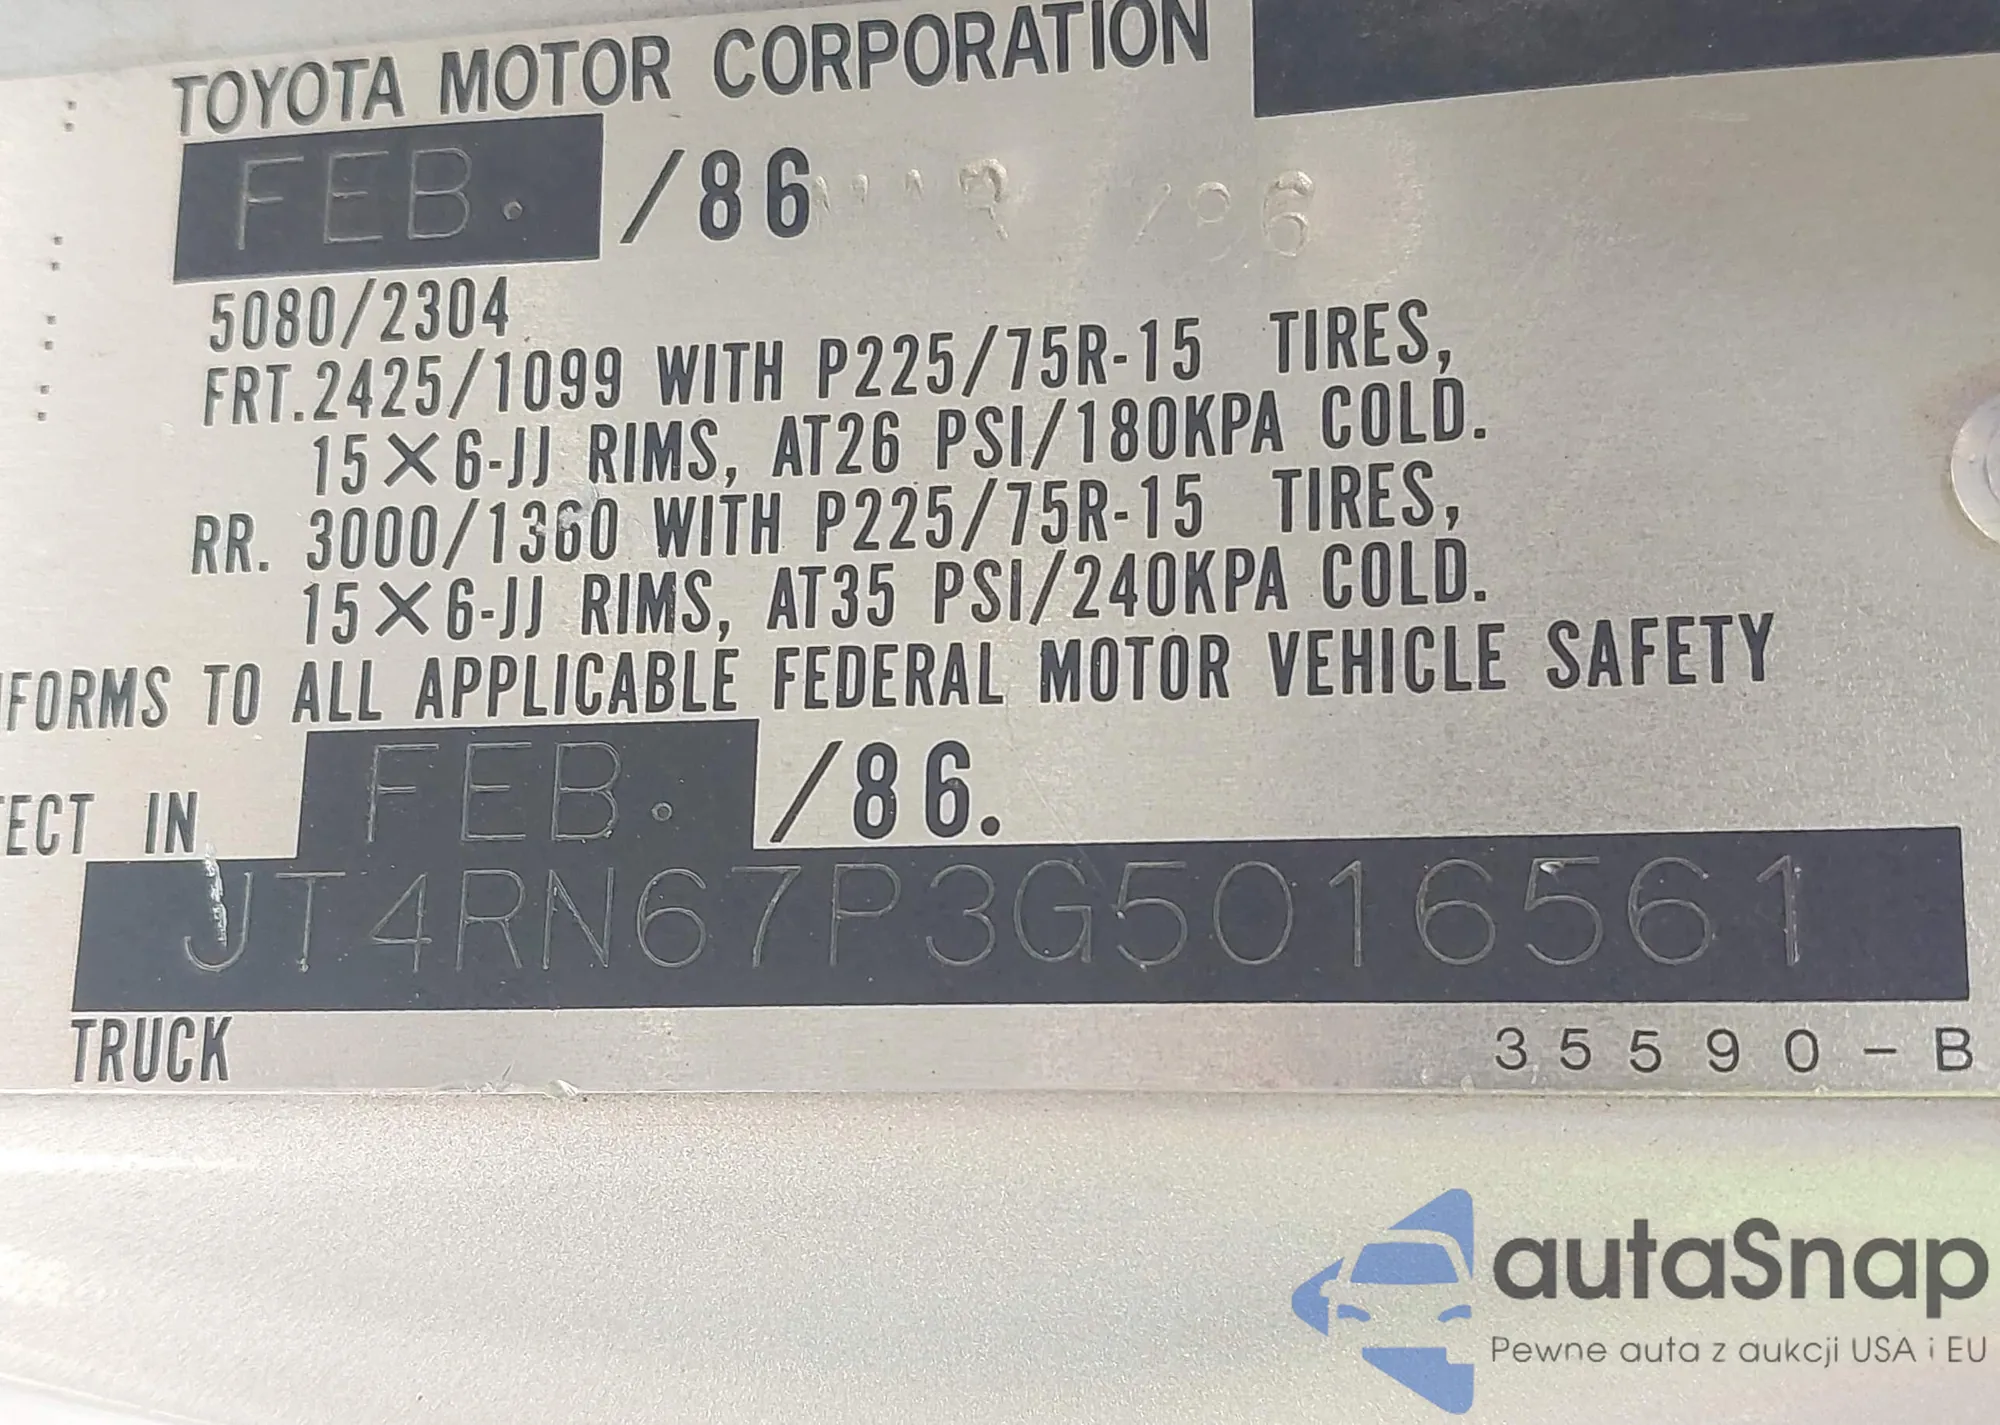 TOYOTA MOTOR CORPORATION
FEB. /86
5080/2304
FRT.2425/1099 WITH P225/75R-15 TIRES,
15×6-JJ RIMS, AT26 PSI/180KPA COLD.
RR. 3000/1360 WITH P225/75R-15 TIRES,
15×6-JJ RIMS, AT35 PSI/240KPA COLD.
FORMS TO ALL APPLICABLE FEDERAL MOTOR VEHICLE SAFETY
ECT IN FEB. /86.
JT4RN67P3G5016561
TRUCK 35590-B
autaSnap
Pewne auta z aukcji USA i EU